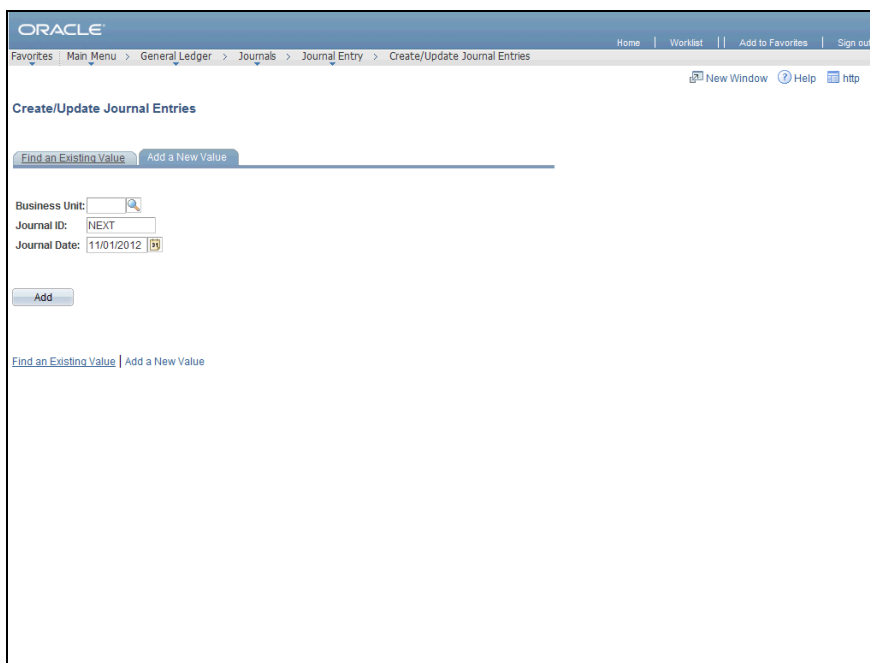 ORACLE
Home | Worklist || Add to Favorites | Sign out
Favorites | Main Menu > General Ledger > Journals > Journal Entry > Create/Update Journal Entries
New Window Help http
Create/Update Journal Entries
Find an Existing Value Add a New Value
Business Unit:
Journal ID: NEXT
Journal Date: 11/01/2012 31
Add
Find an Existing Value | Add a New Value